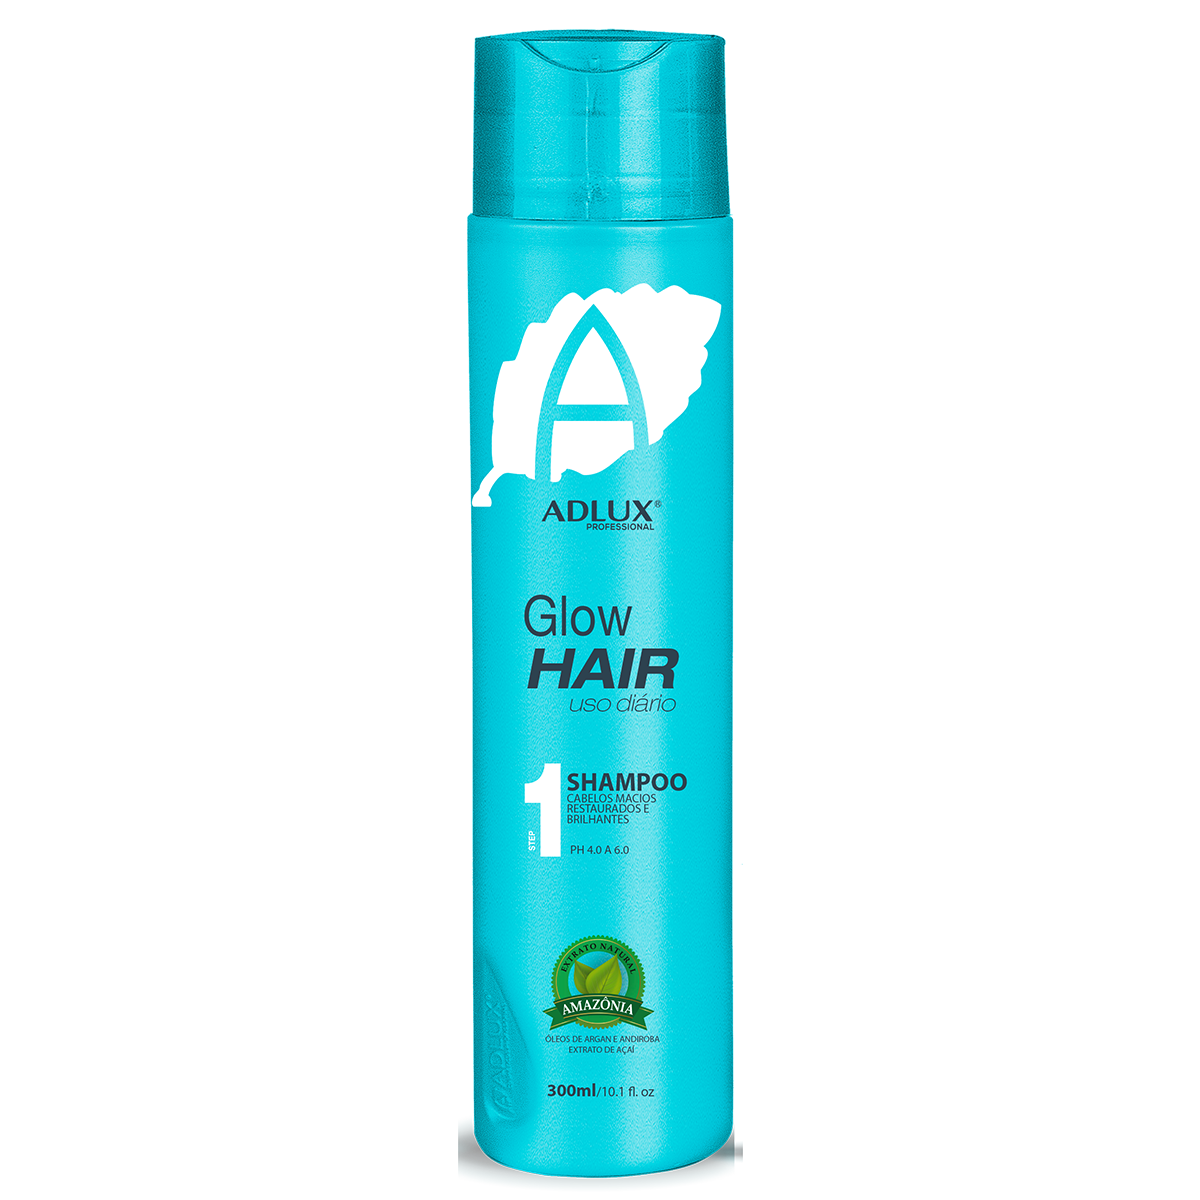 A
ADLUX®
PROFESSIONAL
Glow
HAIR
uso diário
STEP
1
SHAMPOO
CABELOS MACIOS
RESTAURADOS E
BRILHANTES
PH 4.0 A 6.0
EXTRATO NATURAL
AMAZÔNIA
ÓLEOS DE ARGAN E ANDIROBA
EXTRATO DE AÇAÍ
300ml/10.1 fl. oz
ADLUX